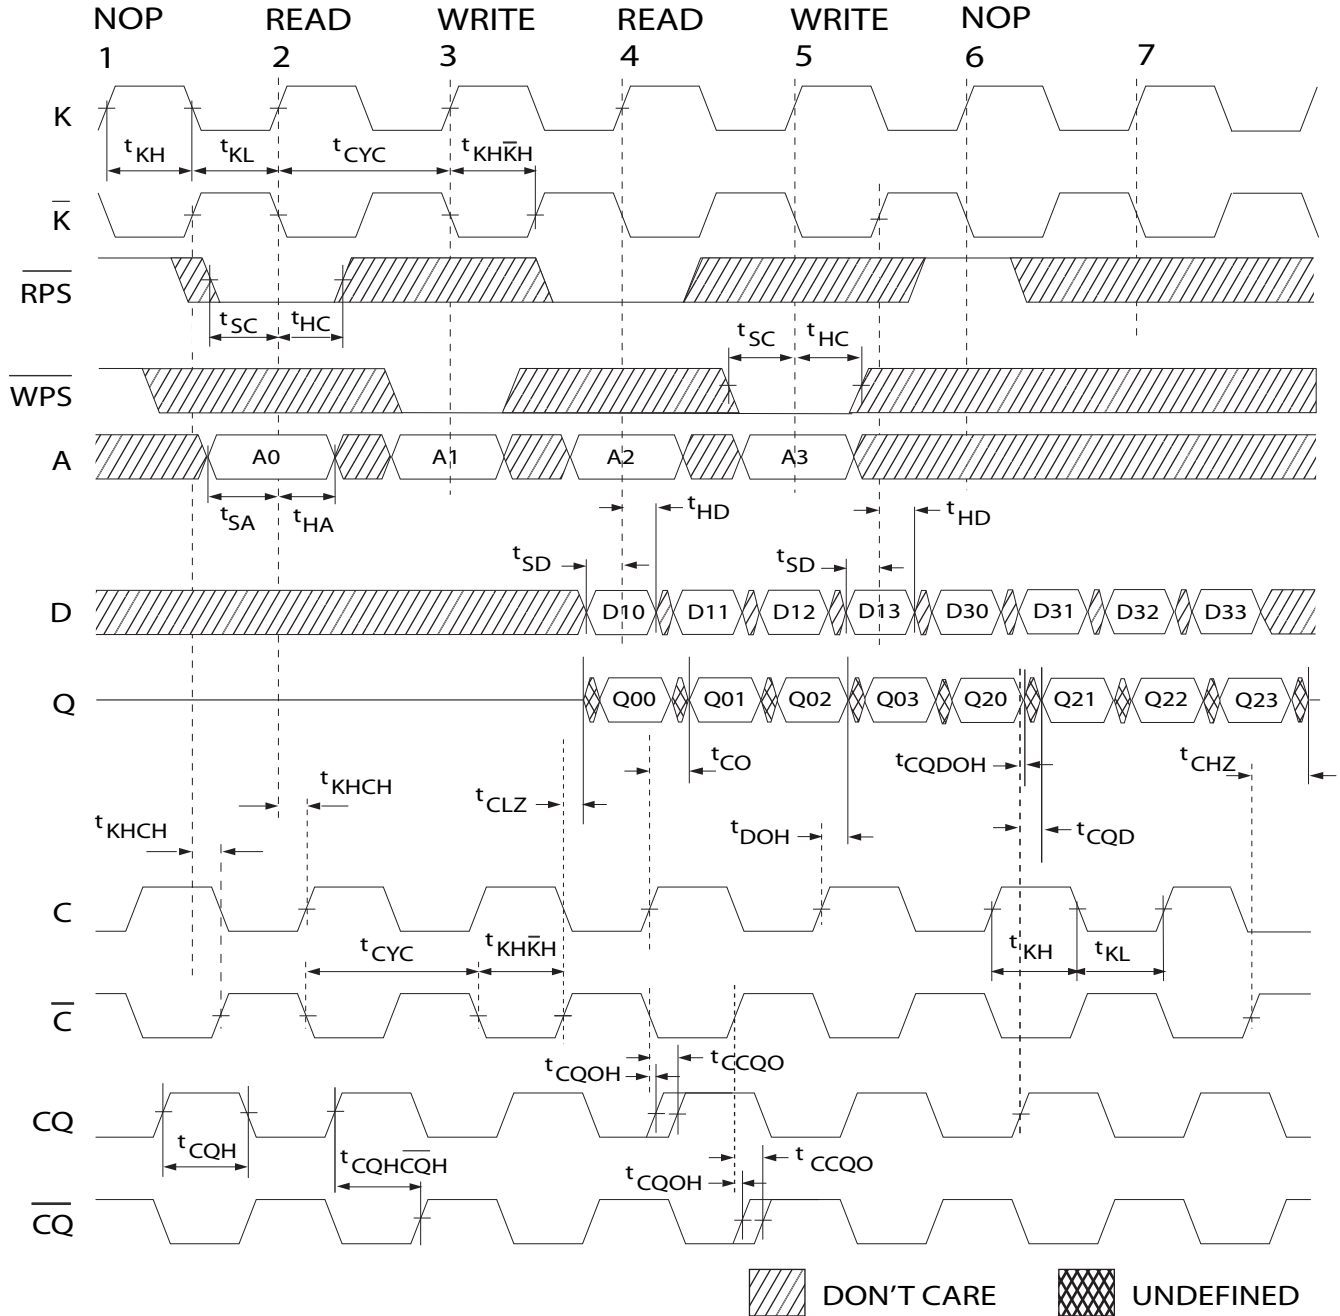 NOP READ WRITE READ WRITE NOP
1 2 3 4 5 6 7
K
tKH tKL tCYC tKHK̅H
K̅
R̅P̅S̅
tSC tHC
tSC tHC
W̅P̅S̅
A A0 A1 A2 A3
tSA tHA
tHD tHD
tSD tSD
D D10 D11 D12 D13 D30 D31 D32 D33
Q Q00 Q01 Q02 Q03 Q20 Q21 Q22 Q23
tCO tCQDOH tCHZ
tKHCH tCLZ
tKHCH tDOH tCQD
C
tCYC tKHK̅H tKH tKL
C̅
tCQOH tCCQO
CQ
tCQH tCQHC̅Q̅H tCQOH tCCQO
C̅Q̅
DON'T CARE UNDEFINED